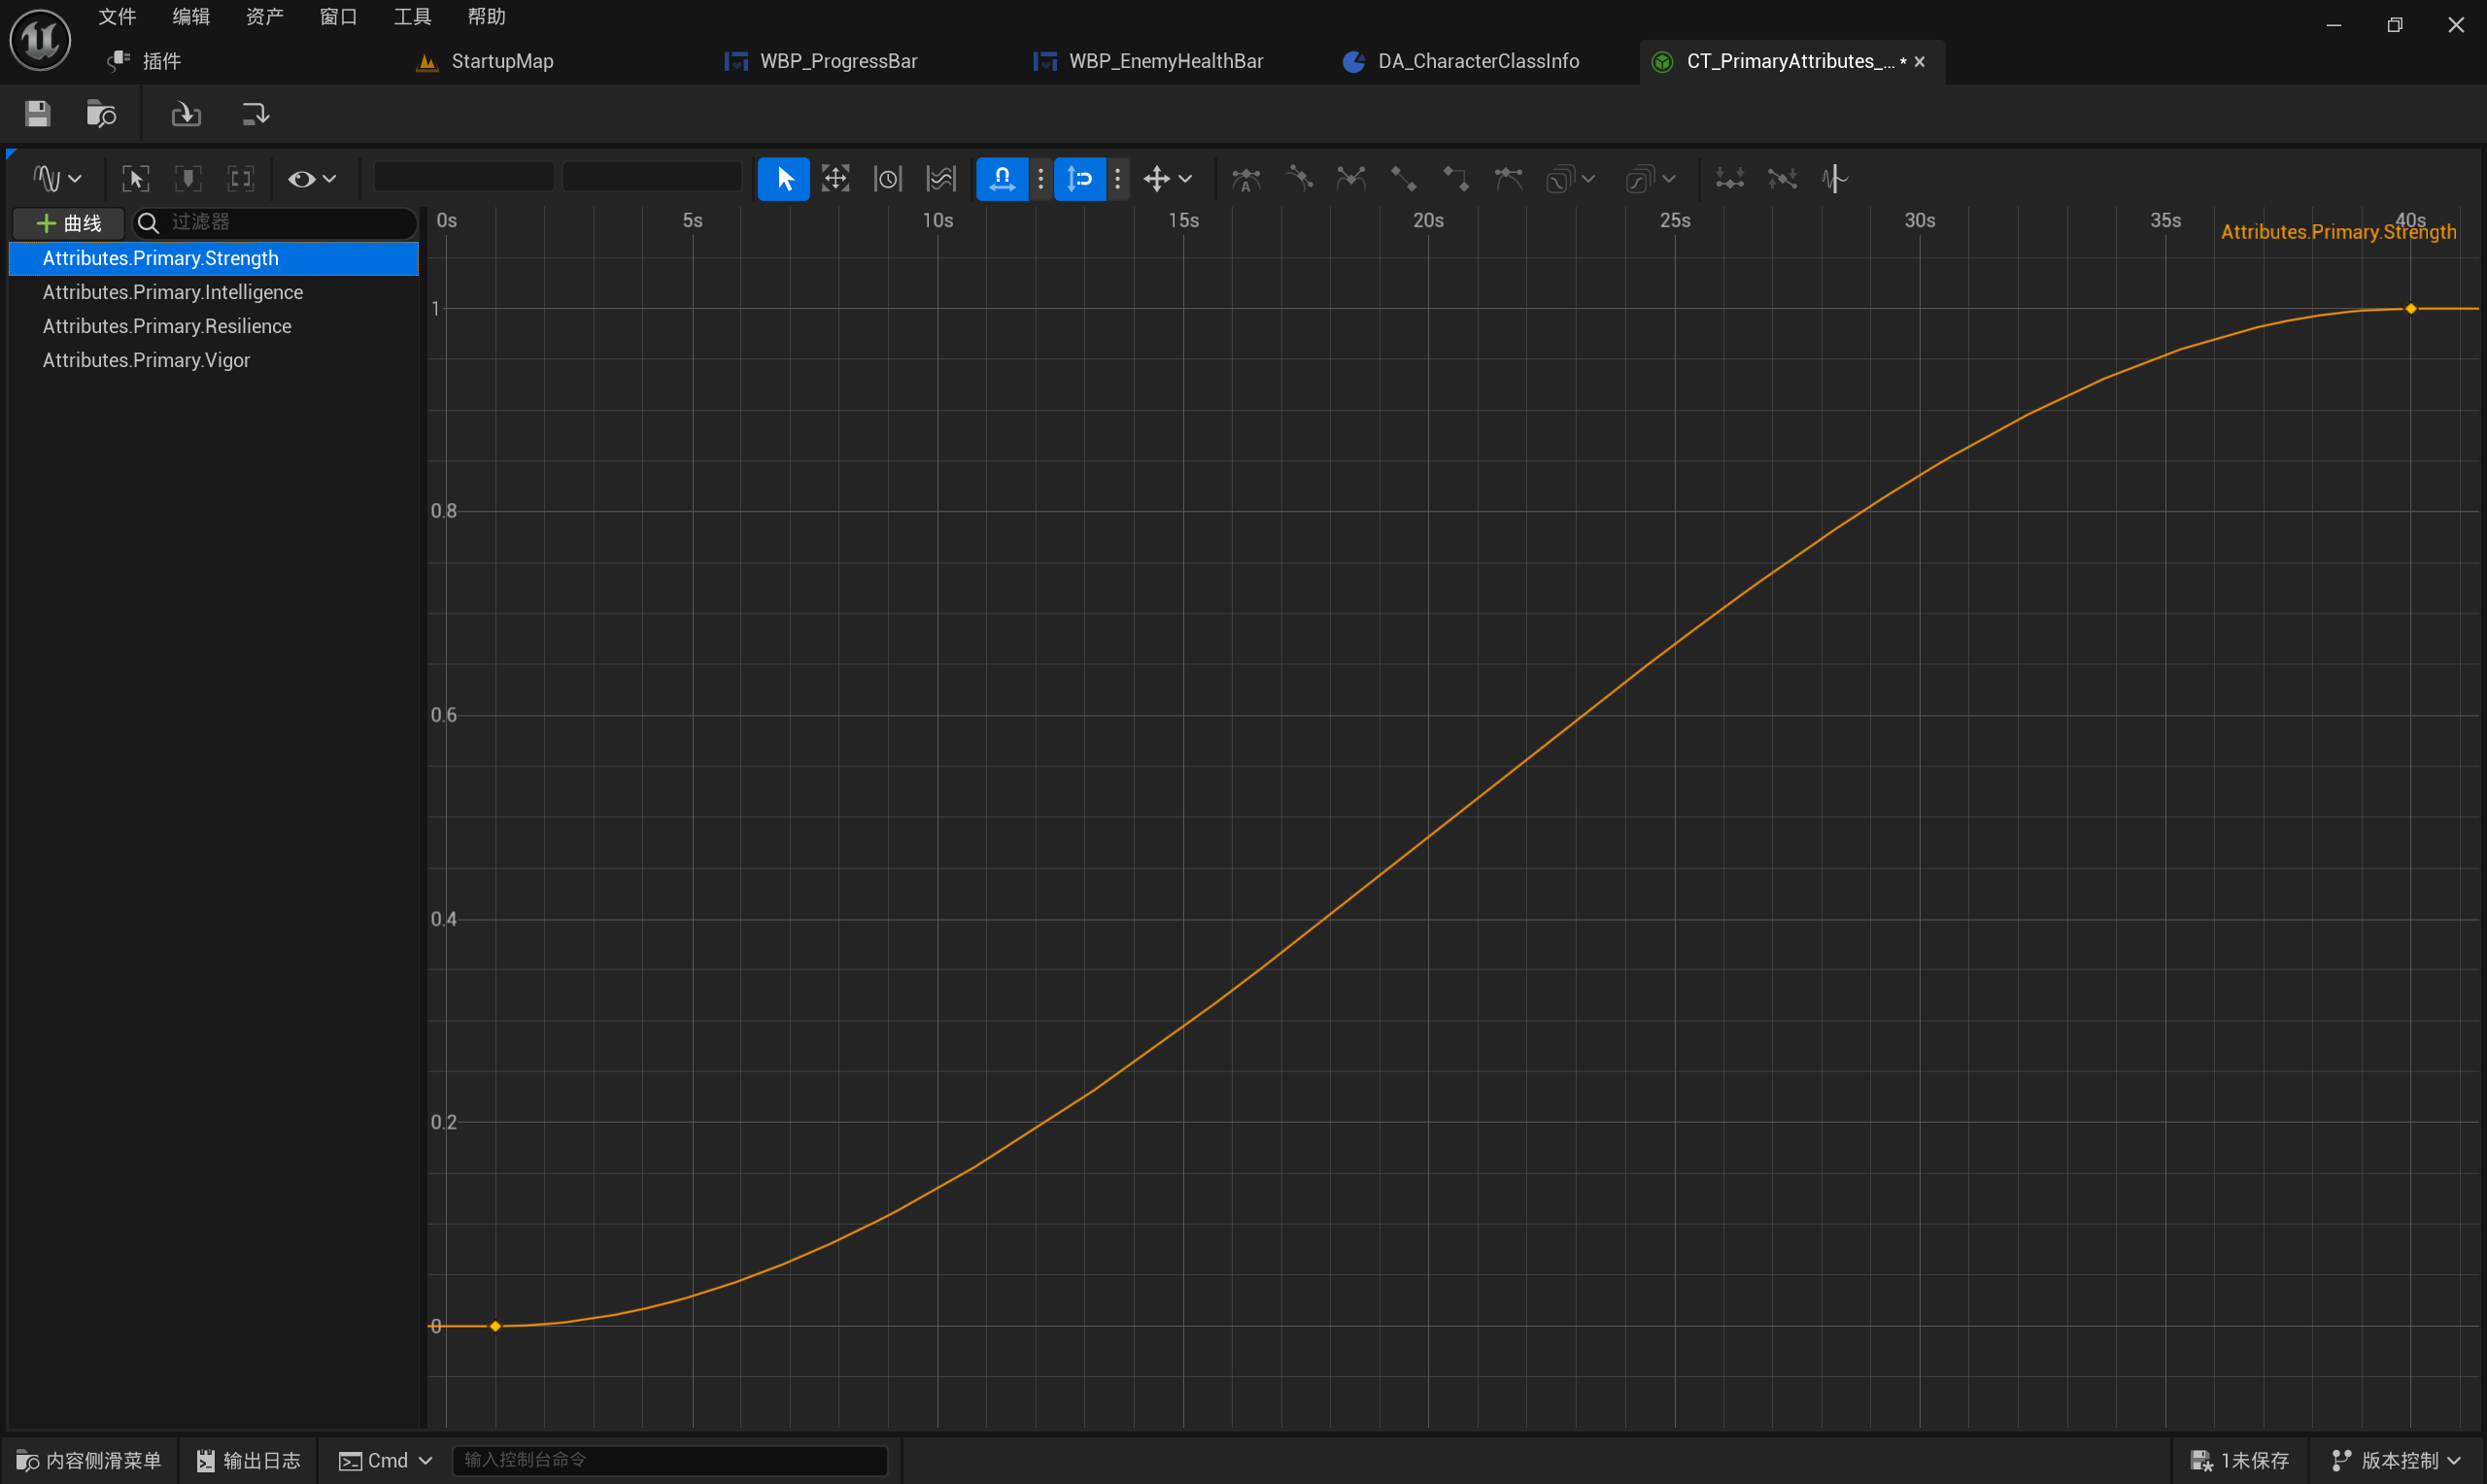 文件 编辑 资产 窗口 工具 帮助
插件 StartupMap WBP_ProgressBar WBP_EnemyHealthBar DA_CharacterClassInfo CT_PrimaryAttributes_... *
曲线 过滤器
0s 5s 10s 15s 20s 25s 30s 35s 40s
Attributes.Primary.Strength
Attributes.Primary.Strength
Attributes.Primary.Intelligence
Attributes.Primary.Resilience
Attributes.Primary.Vigor
1
0.8
0.6
0.4
0.2
0
内容侧滑菜单 输出日志 Cmd 输入控制台命令 1未保存 版本控制